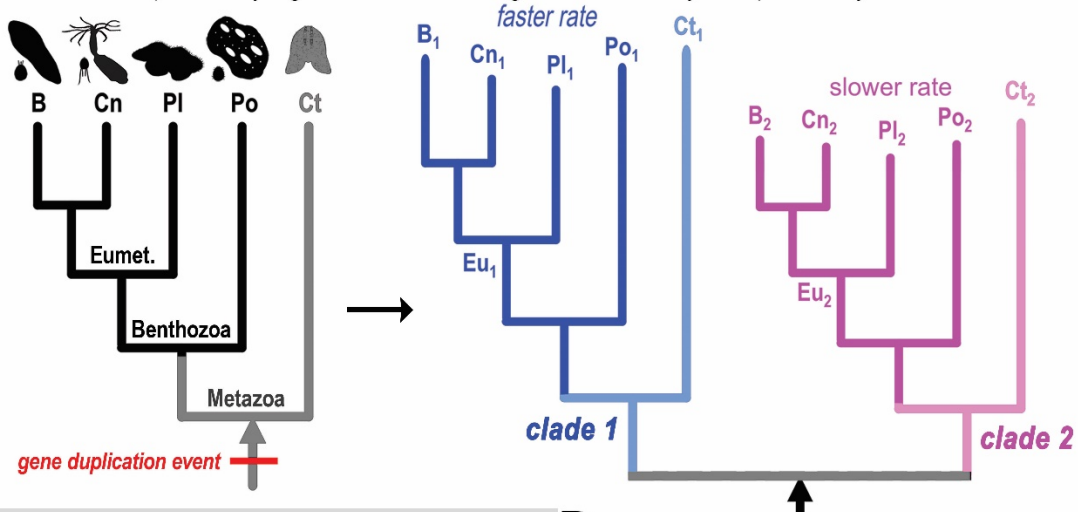 faster rate
B Cn Pl Po Ct
Eumet.
Benthozoa
Metazoa
gene duplication event
B₁ Cn₁ Pl₁ Po₁ Ct₁
Eu₁
clade 1
slower rate
B₂ Cn₂ Pl₂ Po₂ Ct₂
Eu₂
clade 2